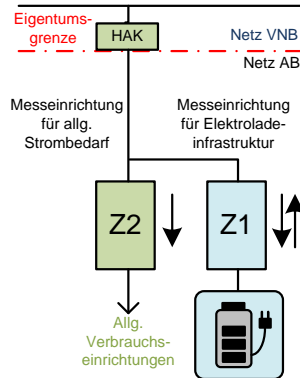 Eigentums-
grenze
HAK
Netz VNB
Netz AB
Messeinrichtung
für allg.
Strombedarf
Messeinrichtung
für Elektrolade-
infrastruktur
Z2
Z1
Allg.
Verbrauchs-
einrichtungen